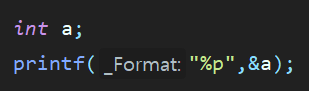 int a;
printf( _Format: "%p",&a);